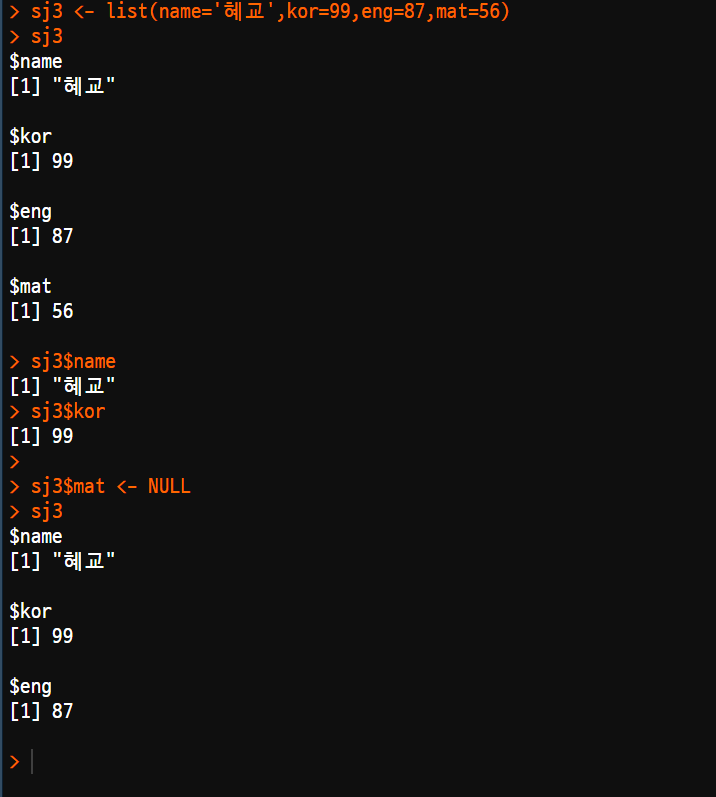 > sj3 <- list(name='혜교',kor=99,eng=87,mat=56)
> sj3
$name
[1] "혜교"
$kor
[1] 99
$eng
[1] 87
$mat
[1] 56
> sj3$name
[1] "혜교"
> sj3$kor
[1] 99
>
> sj3$mat <- NULL
> sj3
$name
[1] "혜교"
$kor
[1] 99
$eng
[1] 87
>